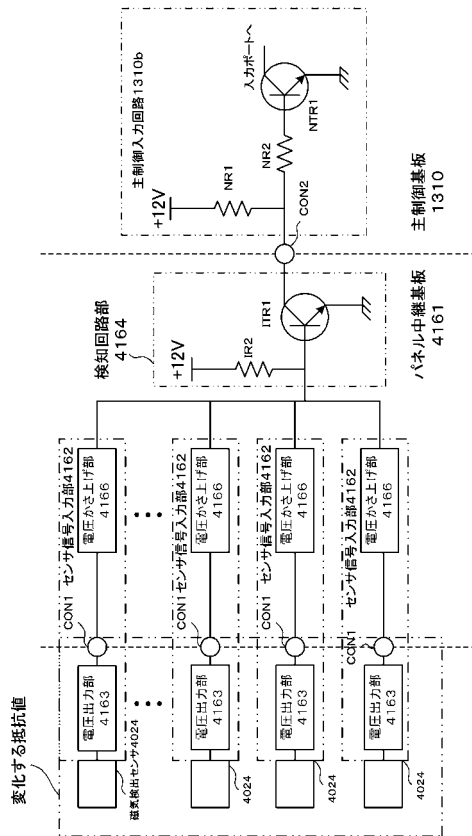 変化する抵抗値
磁気検出センサ4024
4024
4024
4024
電圧出力部
4163
電圧出力部
4163
電圧出力部
4163
電圧出力部
4163
CON1
CON1
CON1
CON1
センサ信号入力部4162
センサ信号入力部4162
センサ信号入力部4162
センサ信号入力部4162
電圧かさ上げ部
4166
電圧かさ上げ部
4166
電圧かさ上げ部
4166
電圧かさ上げ部
4166
検知回路部
4164
+12V
IR2
ITR1
パネル中継基板
4161
CON2
主制御入力回路1310b
+12V
NR1
NR2
NTR1
入力ポートへ
主制御基板
1310